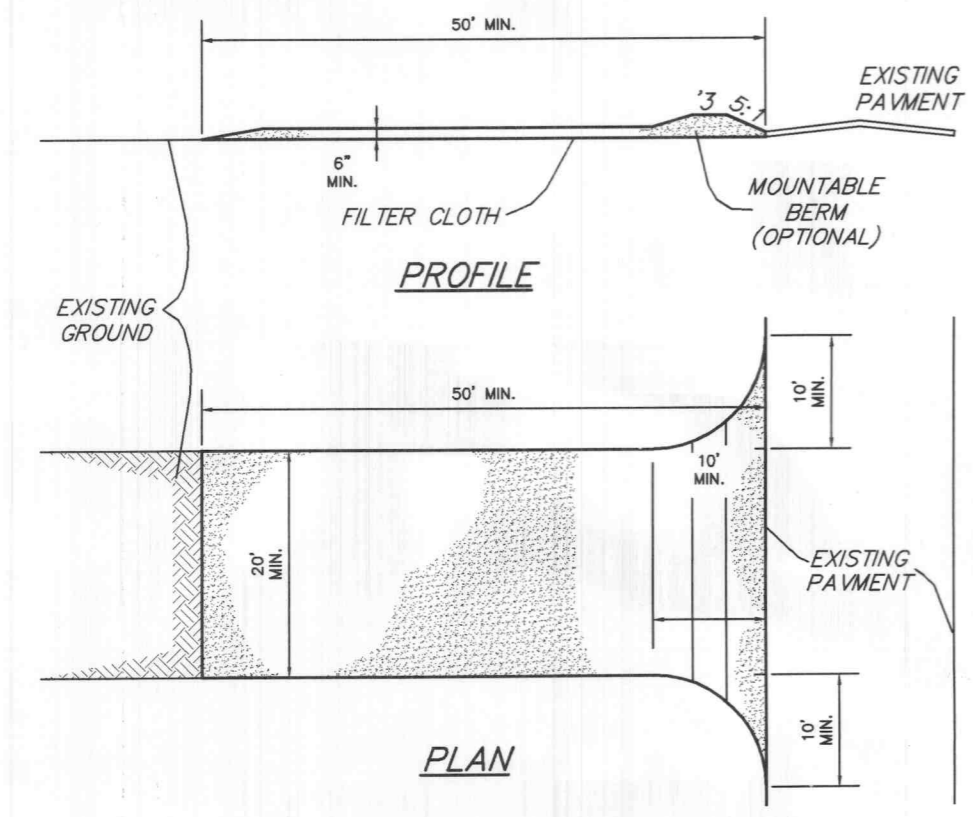 50' MIN.
EXISTING
PAVMENT
'3 5:1
6"
MIN.
FILTER CLOTH
MOUNTABLE
BERM
(OPTIONAL)
PROFILE
EXISTING
GROUND
50' MIN.
10'
MIN.
10'
MIN.
20'
MIN.
EXISTING
PAVMENT
10'
MIN.
PLAN